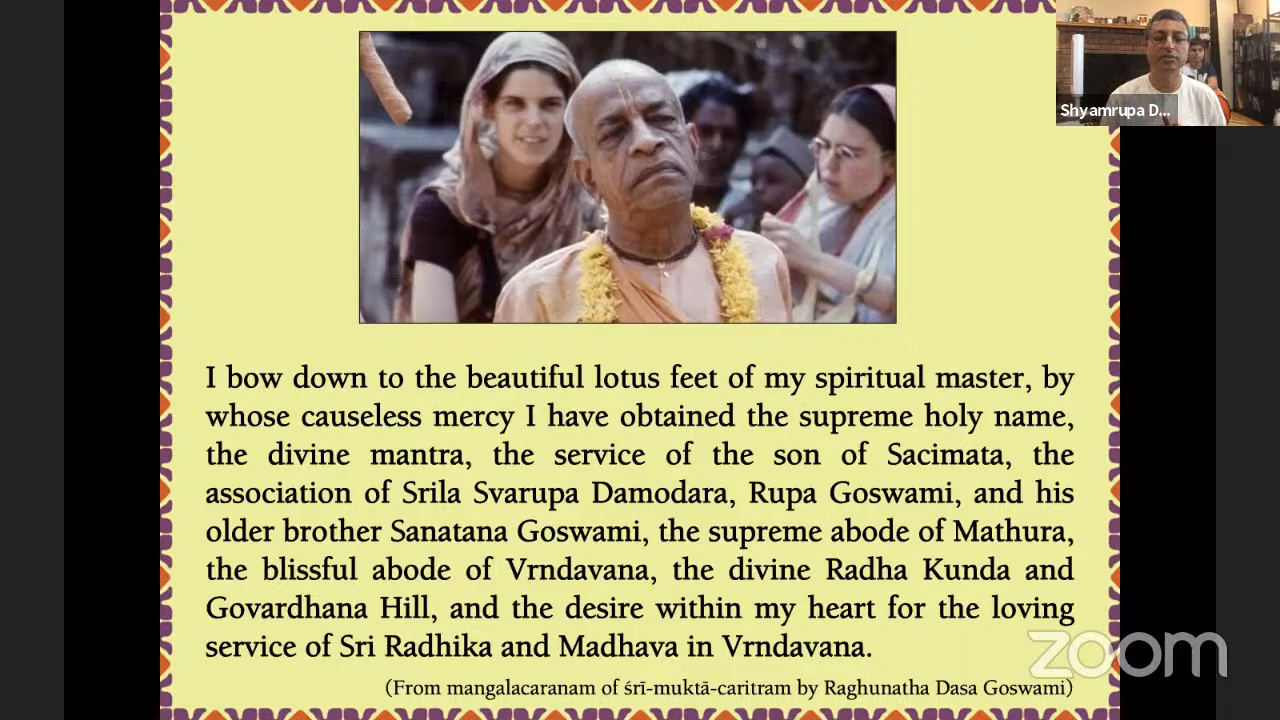 Shyamrupa D...
I bow down to the beautiful lotus feet of my spiritual master, by
whose causeless mercy I have obtained the supreme holy name,
the divine mantra, the service of the son of Sacimata, the
association of Srila Svarupa Damodara, Rupa Goswami, and his
older brother Sanatana Goswami, the supreme abode of Mathura,
the blissful abode of Vrndavana, the divine Radha Kunda and
Govardhana Hill, and the desire within my heart for the loving
service of Sri Radhika and Madhava in Vrndavana.
zoom
(From mangalacaranam of śrī-muktā-caritram by Raghunatha Dasa Goswami)